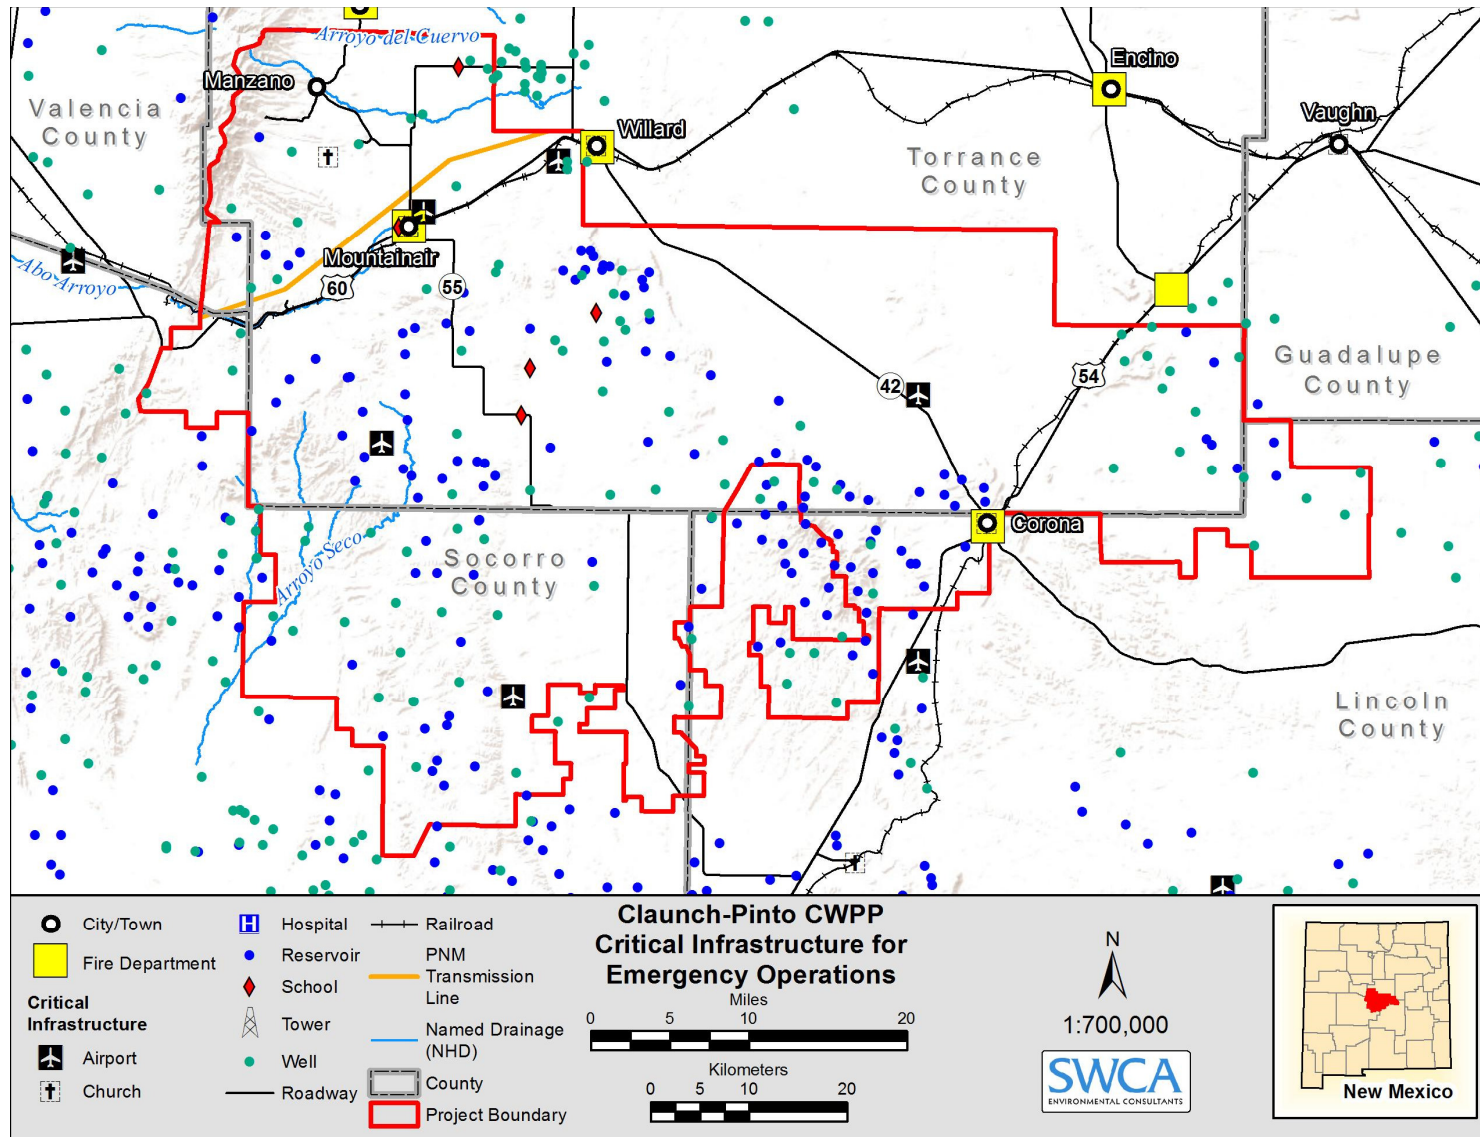 Arroyo del Cuervo
Encino
Manzano
Valencia
County
Willard
Vaughn
Torrance
County
Mountainair
Abo Arroyo
60
55
Guadalupe
County
42
54
Corona
Arroyo Seco
Socorro
County
Lincoln
County
City/Town
Fire Department
Critical
Infrastructure
Airport
Church
H Hospital
Reservoir
School
Tower
Well
Roadway
Railroad
PNM
Transmission
Line
Named Drainage
(NHD)
County
Project Boundary
Claunch-Pinto CWPP
Critical Infrastructure for
Emergency Operations
Miles
0 5 10 20
Kilometers
0 5 10 20
N
1:700,000
SWCA
ENVIRONMENTAL CONSULTANTS
New Mexico